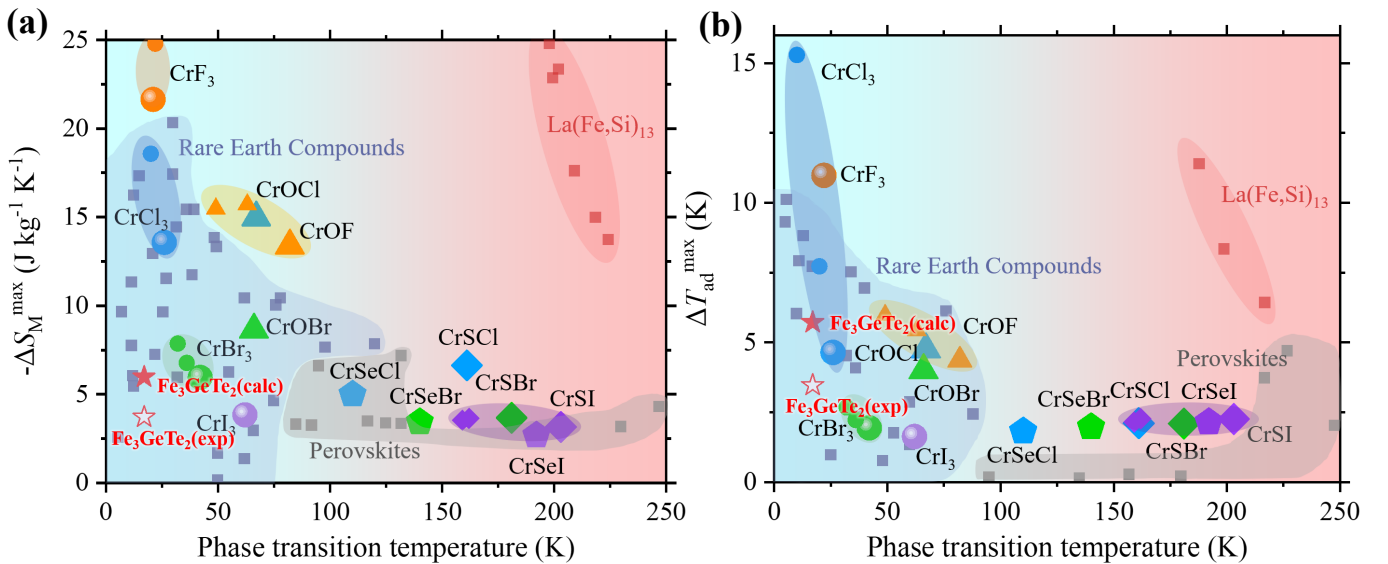 (a)
-ΔS_M^max (J kg⁻¹ K⁻¹)
25
20
15
10
5
0
CrF₃
Rare Earth Compounds
La(Fe,Si)₁₃
CrCl₃
CrOCl
CrOF
CrOBr
CrBr₃
CrSCl
CrSeCl
Fe₃GeTe₂(calc)
CrSBr
CrSeBr
CrSI
CrI₃
Fe₃GeTe₂(exp)
Perovskites
CrSeI
0 50 100 150 200 250
Phase transition temperature (K)
(b)
ΔT_ad^max (K)
15
10
5
0
CrCl₃
CrF₃
La(Fe,Si)₁₃
Rare Earth Compounds
Fe₃GeTe₂(calc)
CrOF
CrOCl
Perovskites
CrOBr
Fe₃GeTe₂(exp)
CrSCl
CrSeI
CrSeBr
CrBr₃
CrSI
CrI₃
CrSeCl
CrSBr
0 50 100 150 200 250
Phase transition temperature (K)